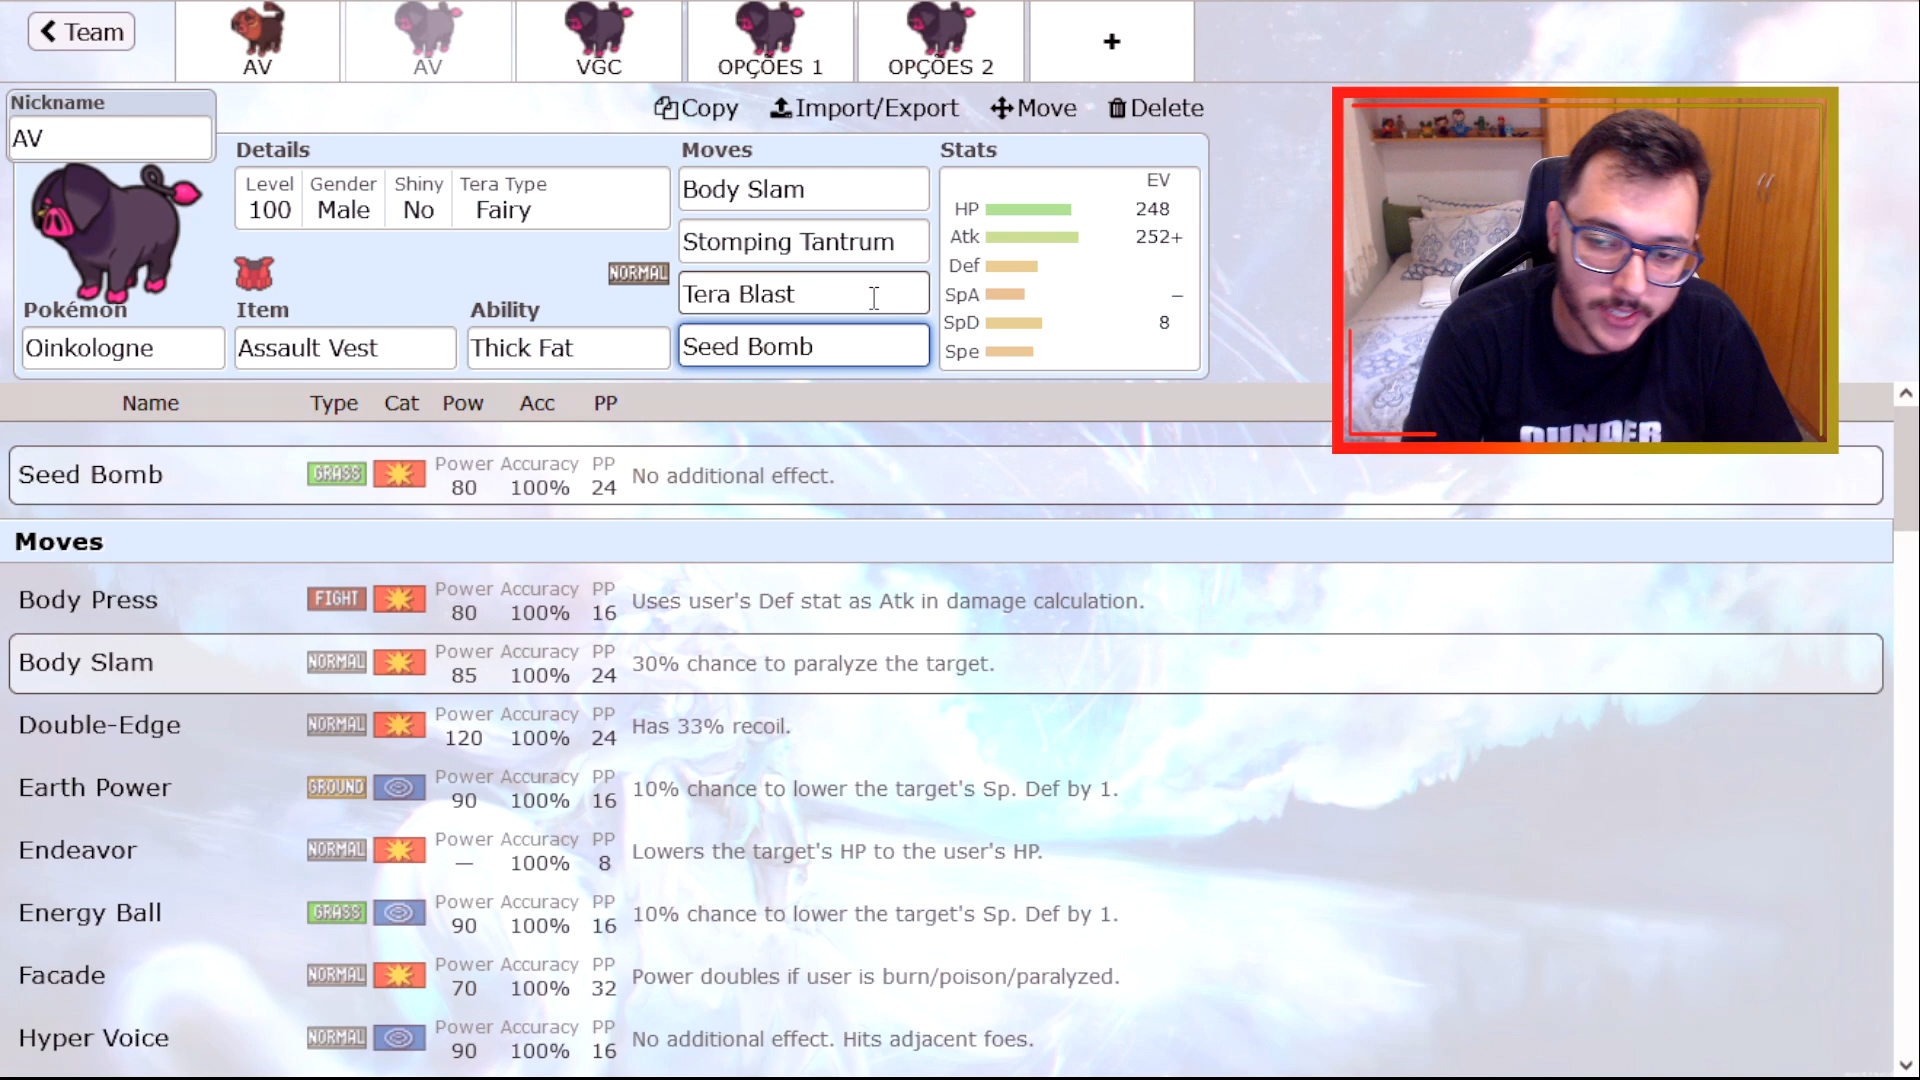 Team
AV
AV
VGC
OPÇÕES 1
OPÇÕES 2
+
Nickname
AV
Copy
Import/Export
Move
Delete
Details
Moves
Stats
Level
Gender
Shiny
Tera Type
100
Male
No
Fairy
Body Slam
EV
HP
248
Atk
252+
Stomping Tantrum
Def
NORMAL
Tera Blast
SpA
–
Pokémon
Item
Ability
SpD
8
Oinkologne
Assault Vest
Thick Fat
Seed Bomb
Spe
Name
Type
Cat
Pow
Acc
PP
Seed Bomb
GRASS
Power Accuracy PP
80 100% 24
No additional effect.
Moves
Body Press
FIGHT
Power Accuracy PP
80 100% 16
Uses user's Def stat as Atk in damage calculation.
Body Slam
NORMAL
Power Accuracy PP
85 100% 24
30% chance to paralyze the target.
Double-Edge
NORMAL
Power Accuracy PP
120 100% 24
Has 33% recoil.
Earth Power
GROUND
Power Accuracy PP
90 100% 16
10% chance to lower the target's Sp. Def by 1.
Endeavor
NORMAL
Power Accuracy PP
— 100% 8
Lowers the target's HP to the user's HP.
Energy Ball
GRASS
Power Accuracy PP
90 100% 16
10% chance to lower the target's Sp. Def by 1.
Facade
NORMAL
Power Accuracy PP
70 100% 32
Power doubles if user is burn/poison/paralyzed.
Hyper Voice
NORMAL
Power Accuracy PP
90 100% 16
No additional effect. Hits adjacent foes.